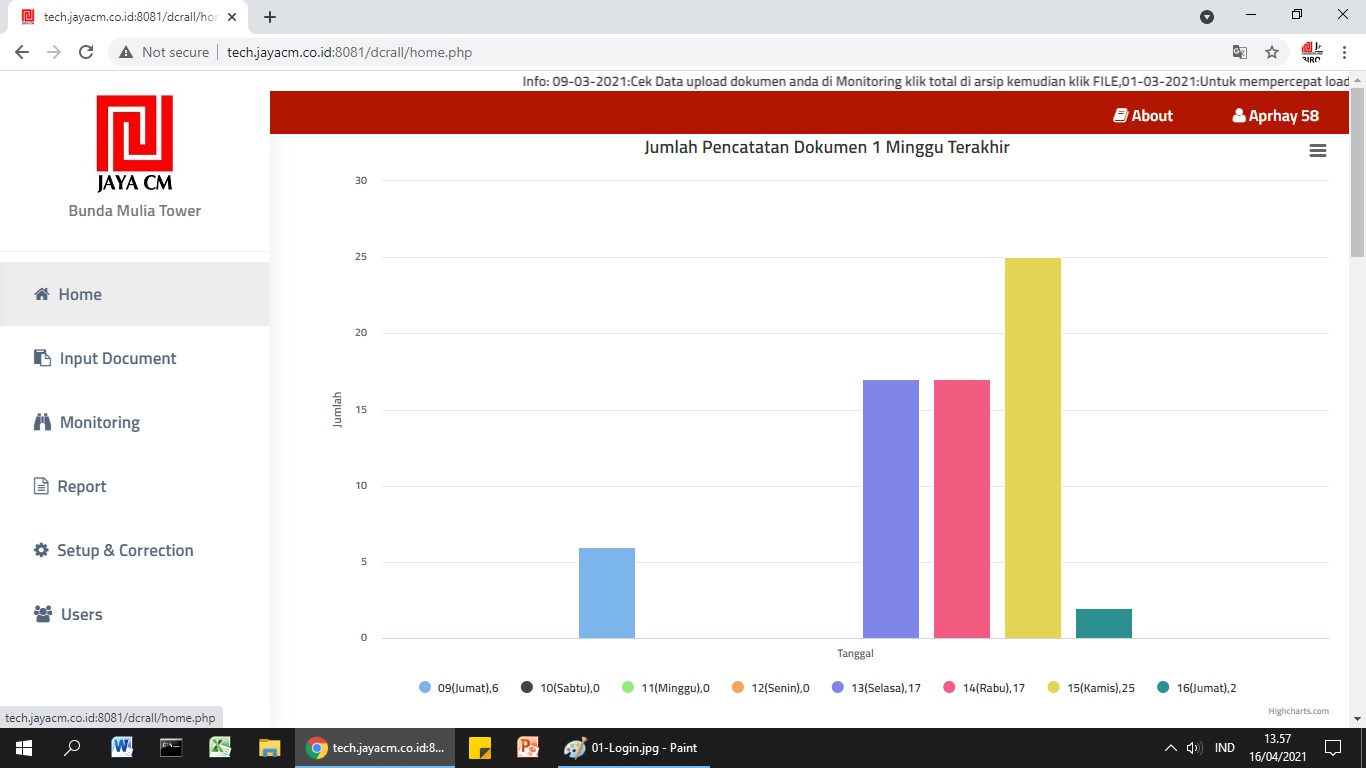 tech.jayacm.co.id:8081/dcrall/hor
Not secure tech.jayacm.co.id:8081/dcrall/home.php
Info: 09-03-2021:Cek Data upload dokumen anda di Monitoring klik total di arsip kemudian klik FILE,01-03-2021:Untuk mempercepat load
JAYA CM
Bunda Mulia Tower
About
Aprhay 58
Home
Input Document
Monitoring
Report
Setup & Correction
Users
Jumlah Pencatatan Dokumen 1 Minggu Terakhir
30
25
20
15
10
5
0
Jumlah
Tanggal
09(Jumat),6 10(Sabtu),0 11(Minggu),0 12(Senin),0 13(Selasa),17 14(Rabu),17 15(Kamis),25 16(Jumat),2
Highcharts.com
tech.jayacm.co.id:8081/dcrall/home.php
tech.jayacm.co.id:8...
01-Login.jpg - Paint
IND
13.57
16/04/2021